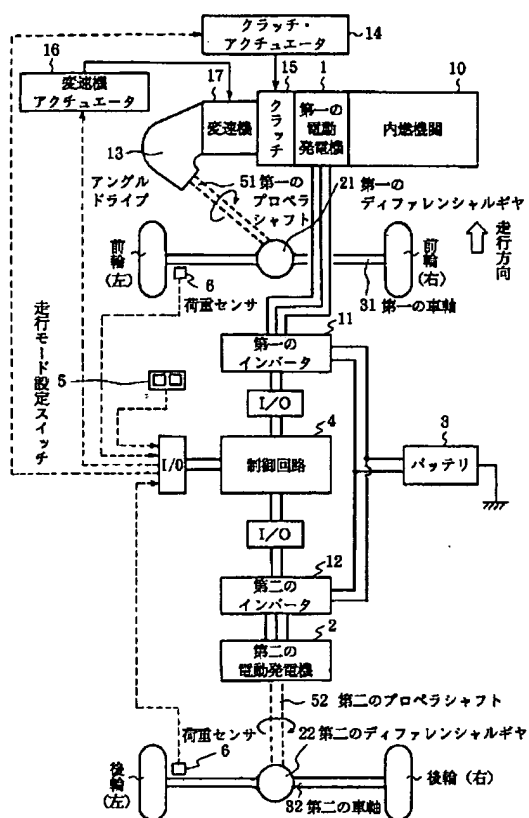 クラッチ・
アクチュエータ
14
16
変速機
アクチュエータ
17
15
1
10
変速機
クラッチ
第一の
電動
発電機
内燃機関
13
アングル
ドライブ
51 第一の
プロペラ
シャフト
21 第一の
ディファレンシャルギヤ
走行方向
前輪
(左)
6
荷重センサ
前輪
(右)
31 第一の車軸
11
第一の
インバータ
走行モード設定スイッチ
5
I/O
4
制御回路
I/O
3
バッテリ
I/O
12
第二の
インバータ
2
第二の
電動発電機
52 第二のプロペラシャフト
荷重センサ
6
22 第二のディファレンシャルギヤ
後輪
(左)
後輪(右)
32 第二の車軸